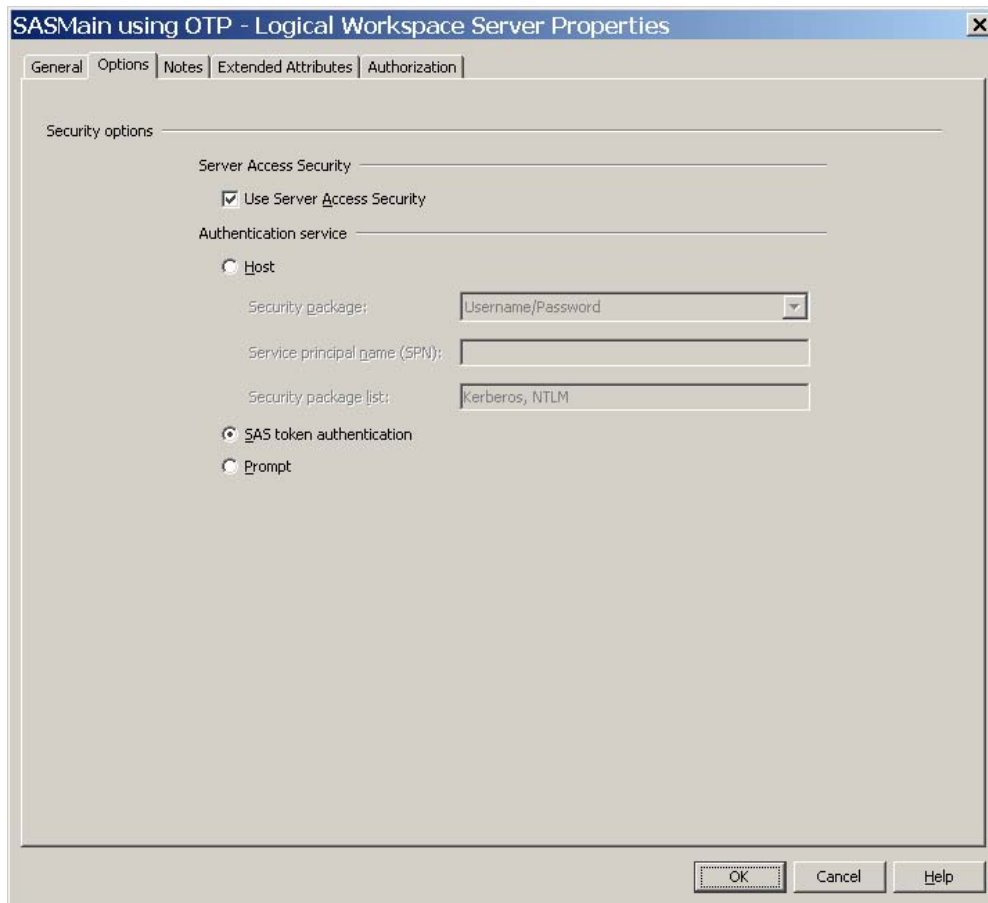 SASMain using OTP - Logical Workspace Server Properties
General Options Notes Extended Attributes Authorization
Security options
Server Access Security
Use Server Access Security
Authentication service
Host
Security package: Username/Password
Service principal name (SPN):
Security package list: Kerberos, NTLM
SAS token authentication
Prompt
OK Cancel Help